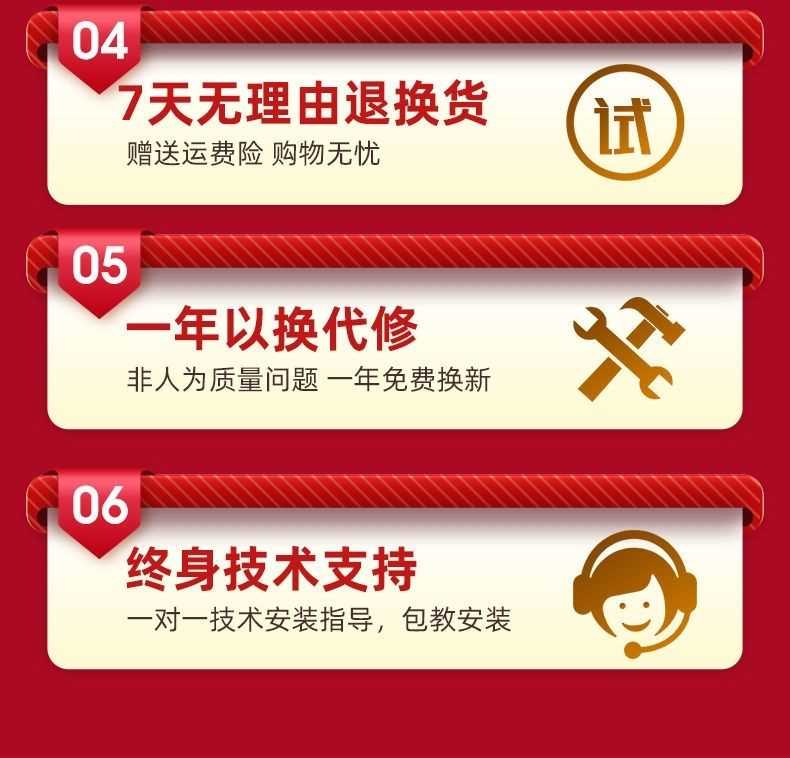 04
7天无理由退换货
赠送运费险 购物无忧
试
05
一年以换代修
非人为质量问题 一年免费换新
06
终身技术支持
一对一技术安装指导，包教安装